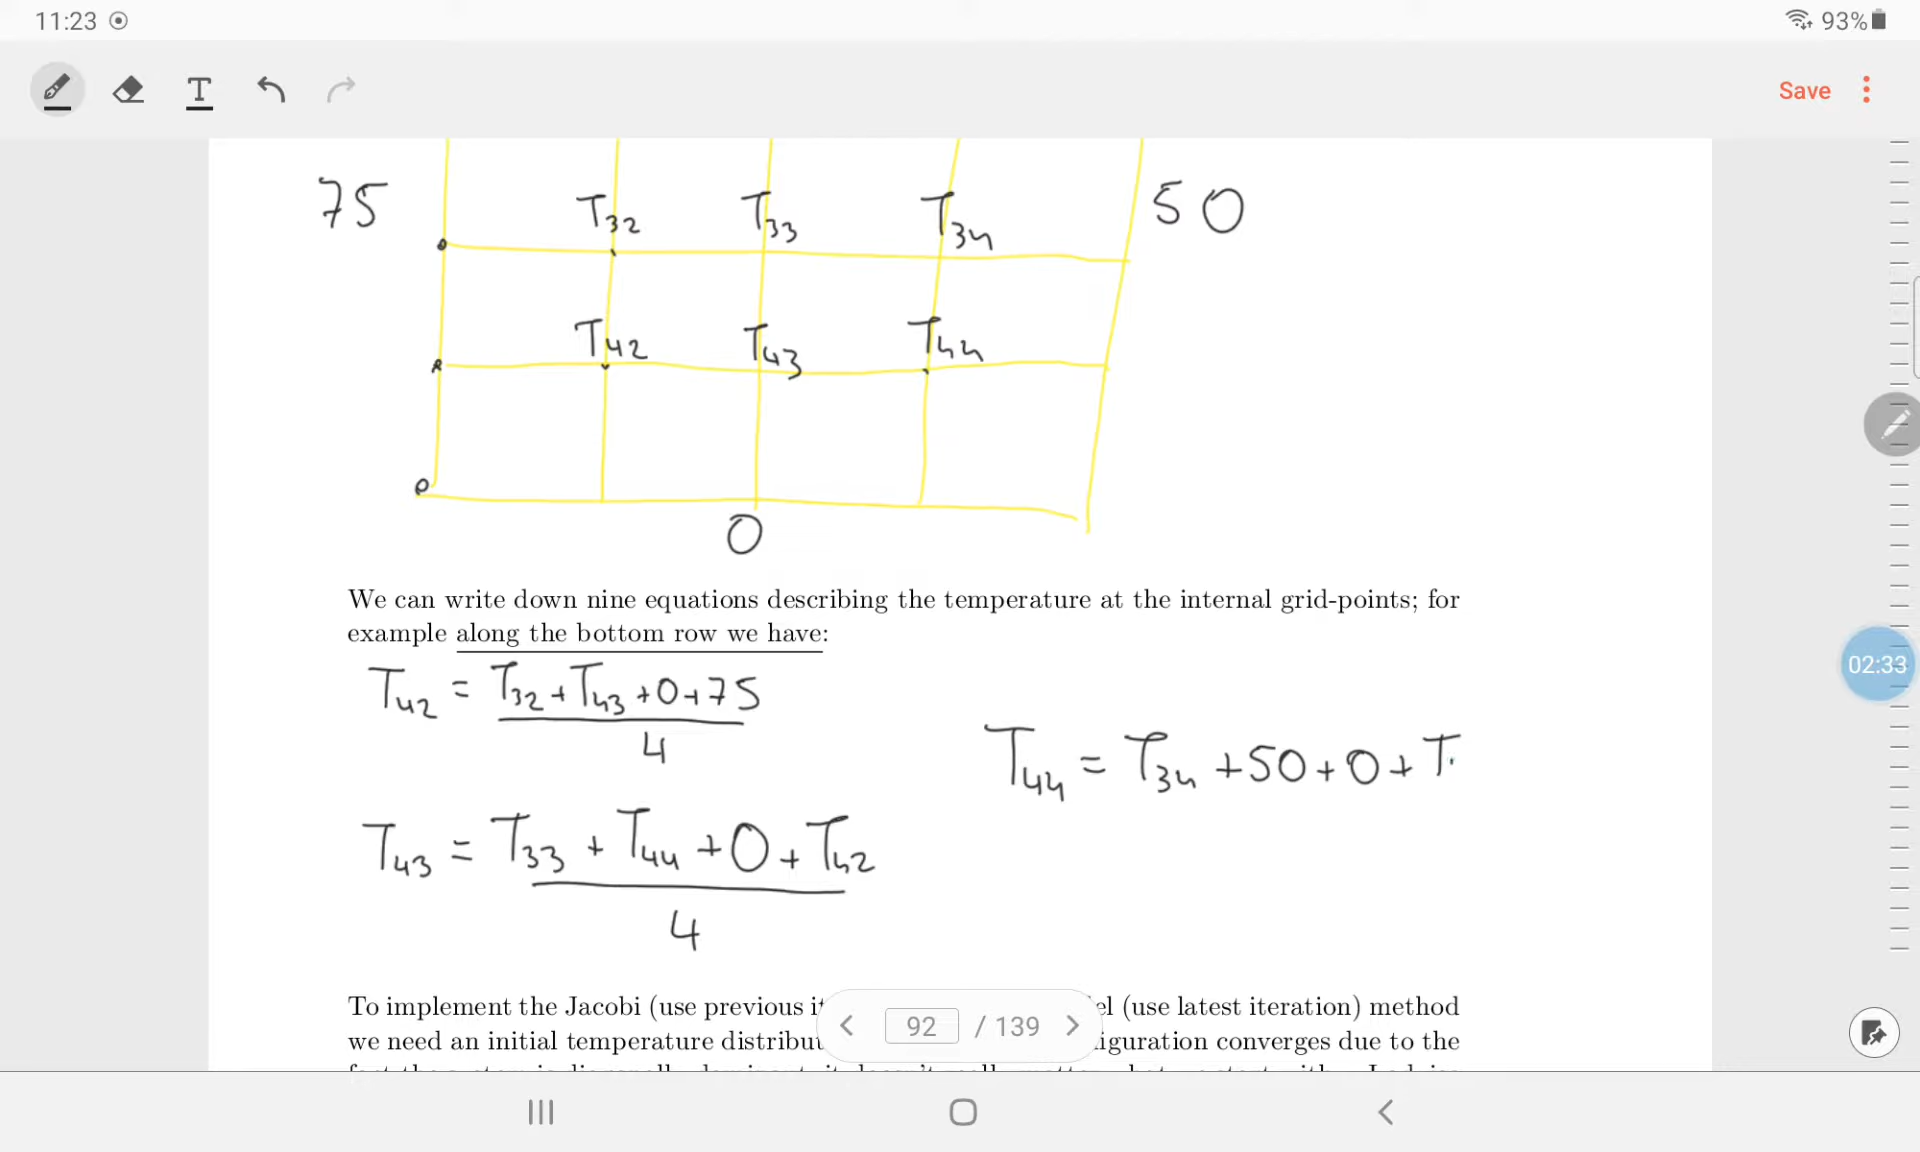 11:23
93%
T
Save
75
T32 T33 T34
50
T42 T43 T44
0
We can write down nine equations describing the temperature at the internal grid-points; for
example along the bottom row we have:
T42 = T32 + T43 + 0 + 75
4
T44 = T34 + 50 + 0 + T
02:33
T43 = T33 + T44 + 0 + T42
4
To implement the Jacobi (use previous it
el (use latest iteration) method
92 / 139
we need an initial temperature distribut
iguration converges due to the